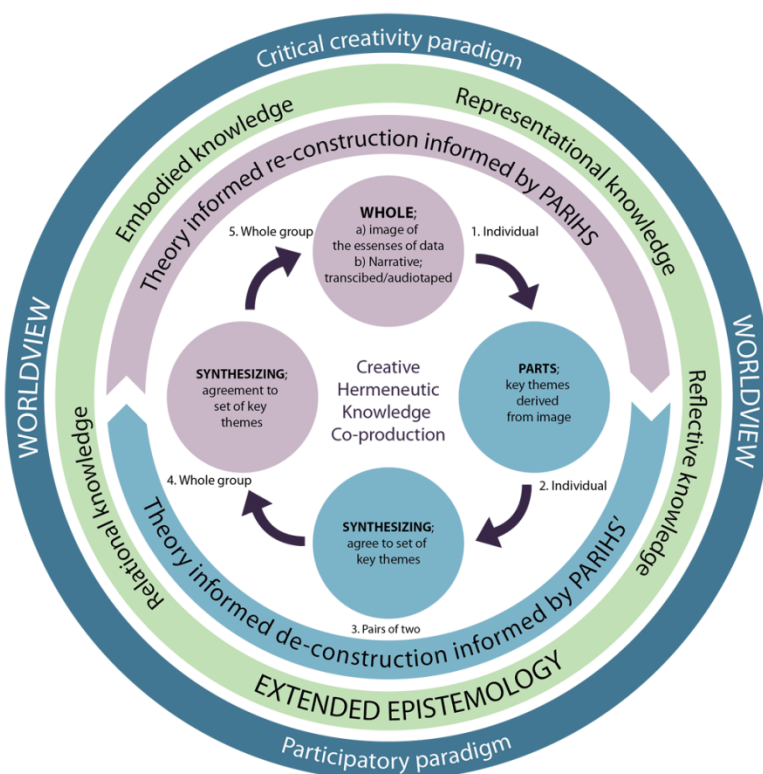 Critical creativity paradigm
Embodied knowledge
Representational knowledge
Theory informed re-construction informed by PARIHS
WHOLE;
a) image of
the essenses of data
b) Narrative;
transcibed/audiotaped
5. Whole group
1. Individual
WORLDVIEW
WORLDVIEW
SYNTHESIZING;
agreement to
set of key
themes
Creative
Hermeneutic
Knowledge
Co-production
PARTS;
key themes
derived
from image
4. Whole group
2. Individual
SYNTHESIZING;
agree to set of
key themes
3. Pairs of two
Relational knowledge
Reflective knowledge
Theory informed de-construction informed by PARIHS'
EXTENDED EPISTEMOLOGY
Participatory paradigm